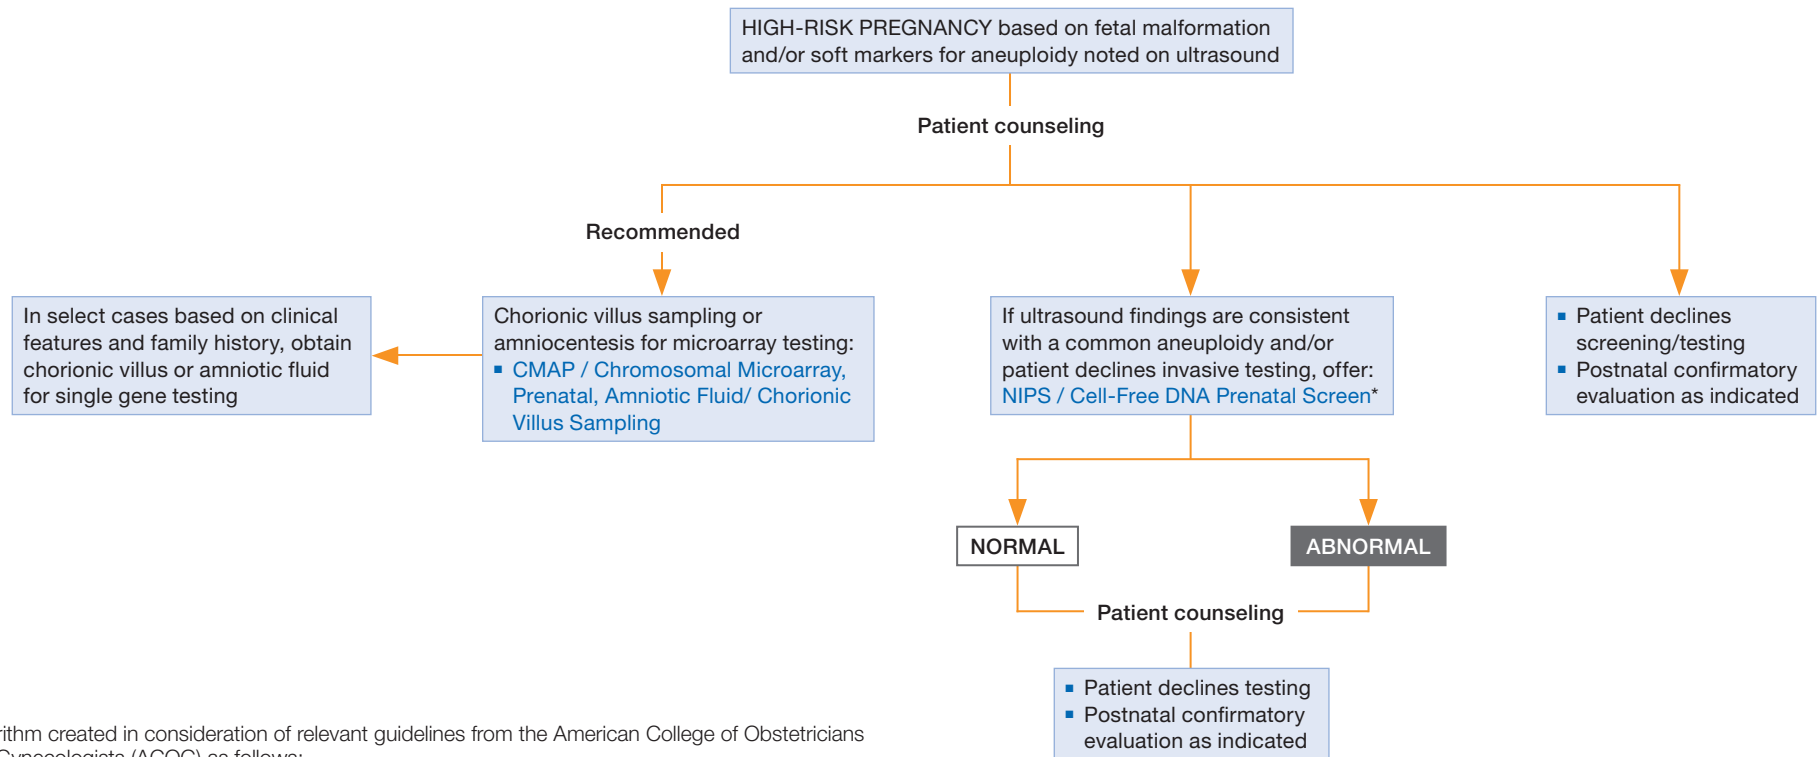 HIGH-RISK PREGNANCY based on fetal malformation
and/or soft markers for aneuploidy noted on ultrasound
Patient counseling
Recommended
In select cases based on clinical
features and family history, obtain
chorionic villus or amniotic fluid
for single gene testing
Chorionic villus sampling or
amniocentesis for microarray testing:
▪ CMAP / Chromosomal Microarray,
Prenatal, Amniotic Fluid/ Chorionic
Villus Sampling
If ultrasound findings are consistent
with a common aneuploidy and/or
patient declines invasive testing, offer:
NIPS / Cell-Free DNA Prenatal Screen*
▪ Patient declines
screening/testing
▪ Postnatal confirmatory
evaluation as indicated
NORMAL
ABNORMAL
Patient counseling
▪ Patient declines testing
▪ Postnatal confirmatory
evaluation as indicated
rithm created in consideration of relevant guidelines from the American College of Obstetricians
Gynecologists (ACOG) as follows: